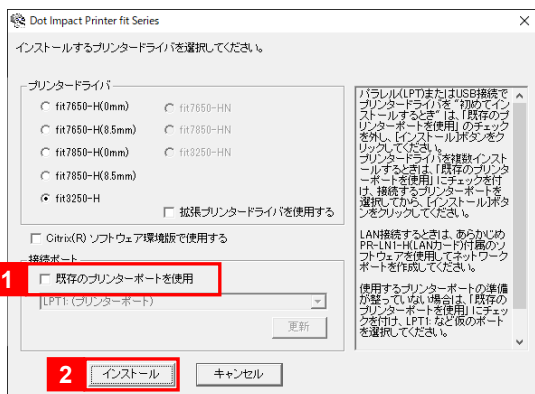 Dot Impact Printer fit Series
インストールするプリンタードライバを選択してください。
プリンタードライバ
fit7650-H(0mm)
fit7650-HN
fit7650-H(8.5mm)
fit7850-HN
fit7850-H(0mm)
fit3250-HN
fit7850-H(8.5mm)
fit3250-H
拡張プリンタードライバを使用する
Citrix(R) ソフトウェア環境版で使用する
接続ポート
1
既存のプリンターポートを使用
LPT1: (プリンターポート)
更新
2
インストール
キャンセル
パラレル(LPT)またはUSB接続で
プリンタードライバを“初めてイン
ストールするとき”は、「既存のプ
リンターポートを使用」のチェック
を外し、[インストール]ボタンをク
リックしてください。
プリンタードライバを複数インスト
ールするときは、「既存のプリンタ
ーポートを使用」にチェックを付
け、接続するプリンターポートを
選択してから、[インストール]ボタ
ンをクリックしてください。
LAN接続するときは、あらかじめ
PR-LN1-H(LANカード)付属のソ
フトウェアを使用してネットワーク
ポートを作成してください。
使用するプリンターポートの準備
が整っていない場合は、「既存の
プリンターポートを使用」にチェッ
クを付け、LPT1: など仮のポート
を選択してください。